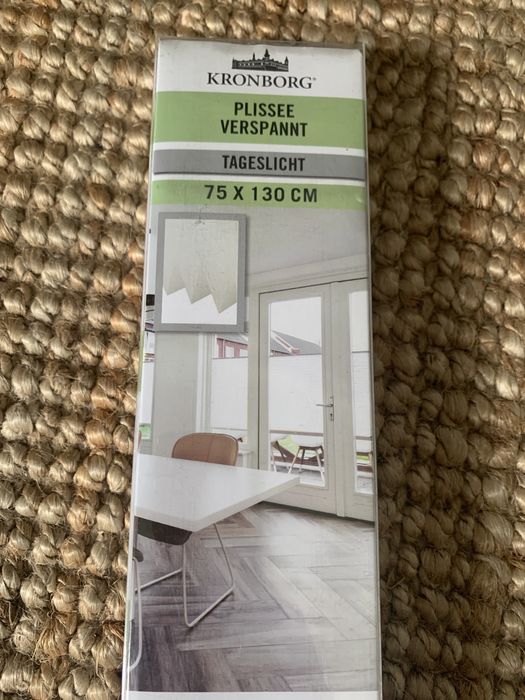 KRONBORG®
PLISSEE
VERSPANNT
TAGESLICHT
75 X 130 CM